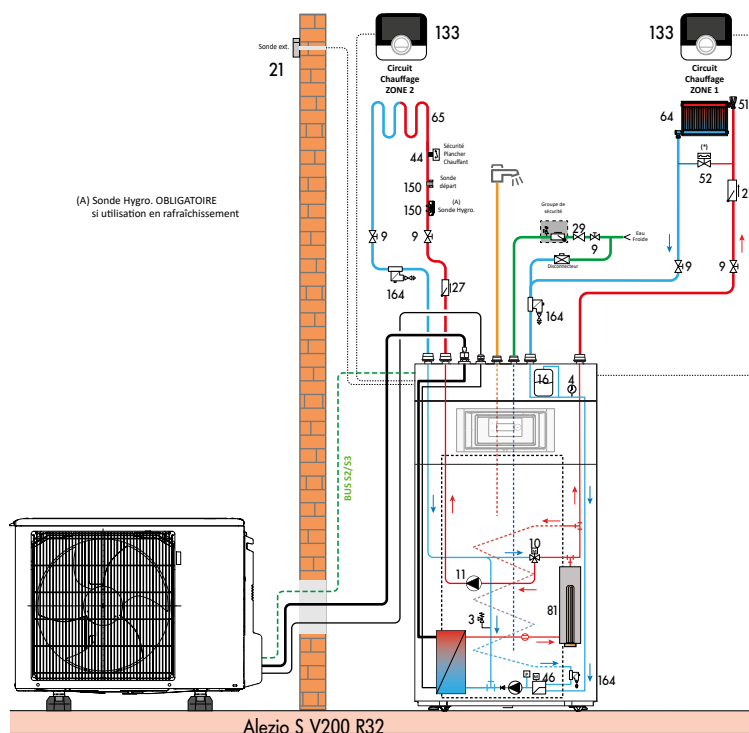 133
133
Sonde ext.
21
Circuit
Chauffage
ZONE 2
Circuit
Chauffage
ZONE 1
51
65
64
44
Sécurité
Plancher
Chauffant
(*)
52
150
Sonde
départ
(A) Sonde Hygro. OBLIGATOIRE
si utilisation en rafraîchissement
150
(A)
Sonde Hygro.
Groupe de
sécurité
29
9
Eau
Froide
2
9
9
Disconnecteur
9
9
164
27
164
16
4
BUS S2/S3
10
11
81
3
P
46
164
Alezio S V200 R32